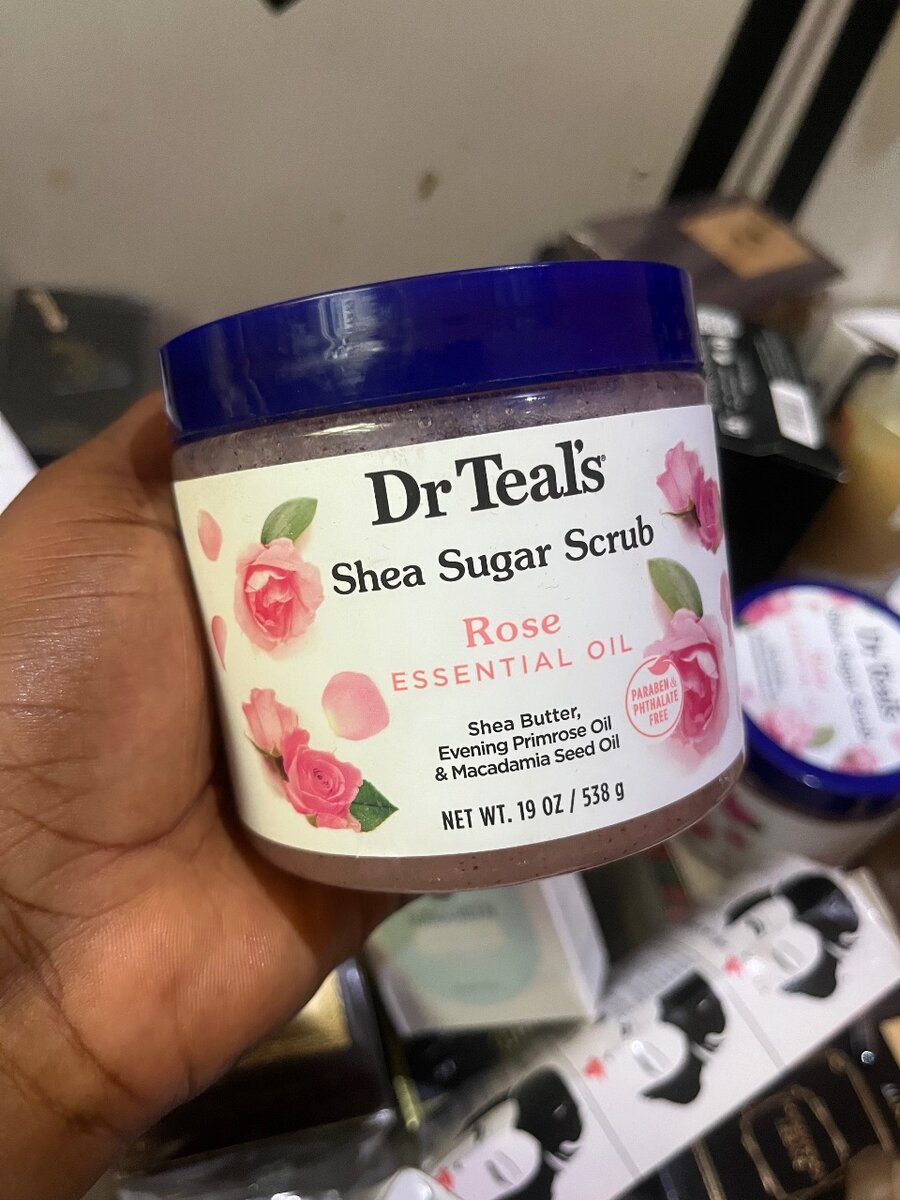 Dr Teal's®
Shea Sugar Scrub
Rose
ESSENTIAL OIL
PARABEN &
PHTHALATE
FREE
Shea Butter,
Evening Primrose Oil
& Macadamia Seed Oil
NET WT. 19 OZ / 538 g
Dr Teal's
Shea Sugar Scrub
Rose